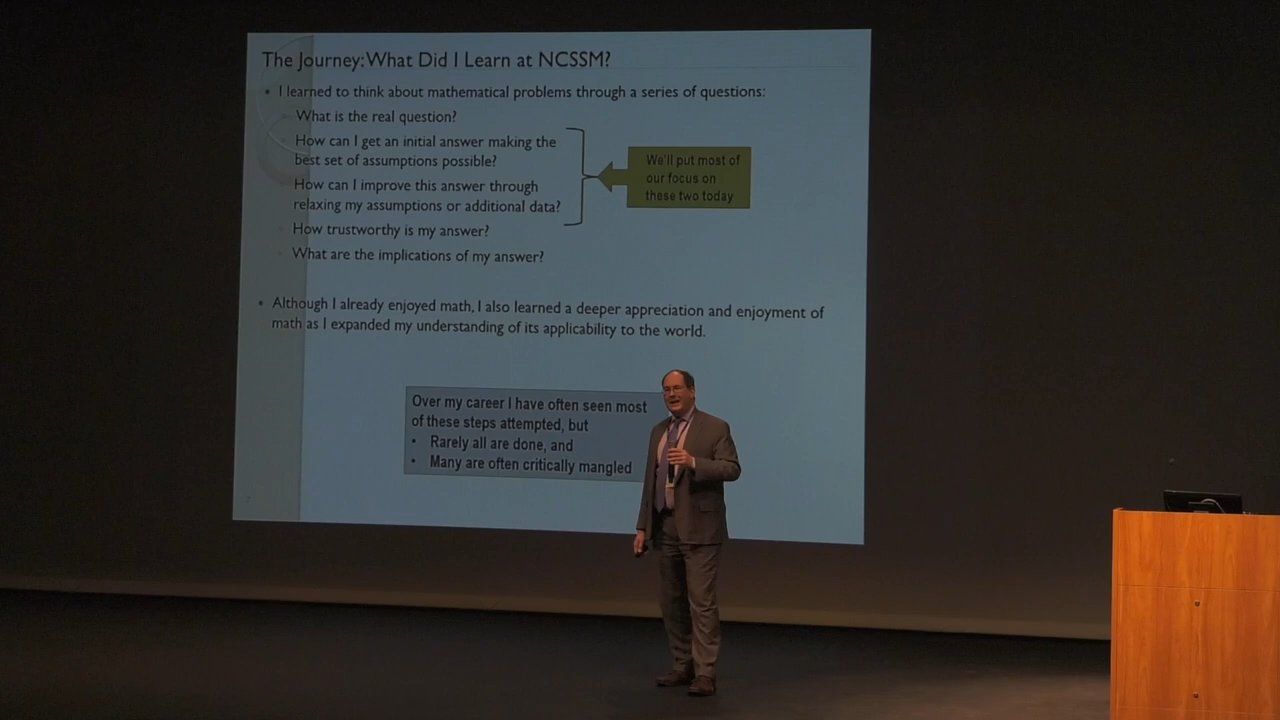 The Journey: What Did I Learn at NCSSM?
• I learned to think about mathematical problems through a series of questions:
What is the real question?
How can I get an initial answer making the
best set of assumptions possible?
How can I improve this answer through
relaxing my assumptions or additional data?
How trustworthy is my answer?
What are the implications of my answer?
We'll put most of
our focus on
these two today
• Although I already enjoyed math, I also learned a deeper appreciation and enjoyment of
math as I expanded my understanding of its applicability to the world.
Over my career I have often seen most
of these steps attempted, but
• Rarely all are done, and
• Many are often critically mangled